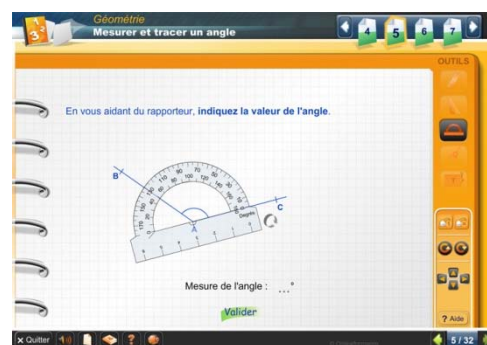 Géométrie
Mesurer et tracer un angle
4 5 6 7
OUTILS
En vous aidant du rapporteur, indiquez la valeur de l'angle.
B
C
A
Degrés
Mesure de l'angle : ...°
Valider
? Aide
x Quitter
5 / 32